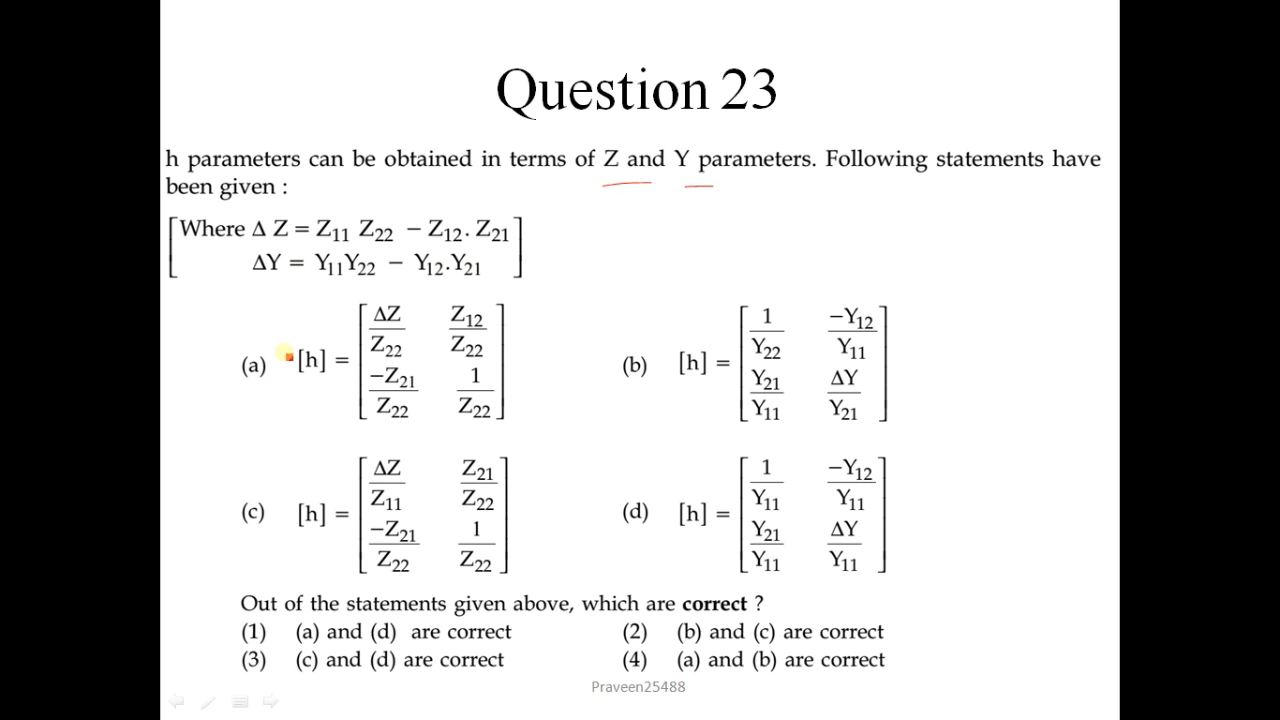 Question 23
h parameters can be obtained in terms of Z and Y parameters. Following statements have
been given :
[Where Δ Z = Z₁₁ Z₂₂ − Z₁₂. Z₂₁
ΔY = Y₁₁Y₂₂ − Y₁₂.Y₂₁]
(a) [h] = [ΔZ/Z₂₂ Z₁₂/Z₂₂
−Z₂₁/Z₂₂ 1/Z₂₂]
(b) [h] = [1/Y₂₂ −Y₁₂/Y₁₁
Y₂₁/Y₁₁ ΔY/Y₂₁]
(c) [h] = [ΔZ/Z₁₁ Z₂₁/Z₂₂
−Z₂₁/Z₂₂ 1/Z₂₂]
(d) [h] = [1/Y₁₁ −Y₁₂/Y₁₁
Y₂₁/Y₁₁ ΔY/Y₁₁]
Out of the statements given above, which are correct ?
(1) (a) and (d) are correct
(2) (b) and (c) are correct
(3) (c) and (d) are correct
(4) (a) and (b) are correct
Praveen25488